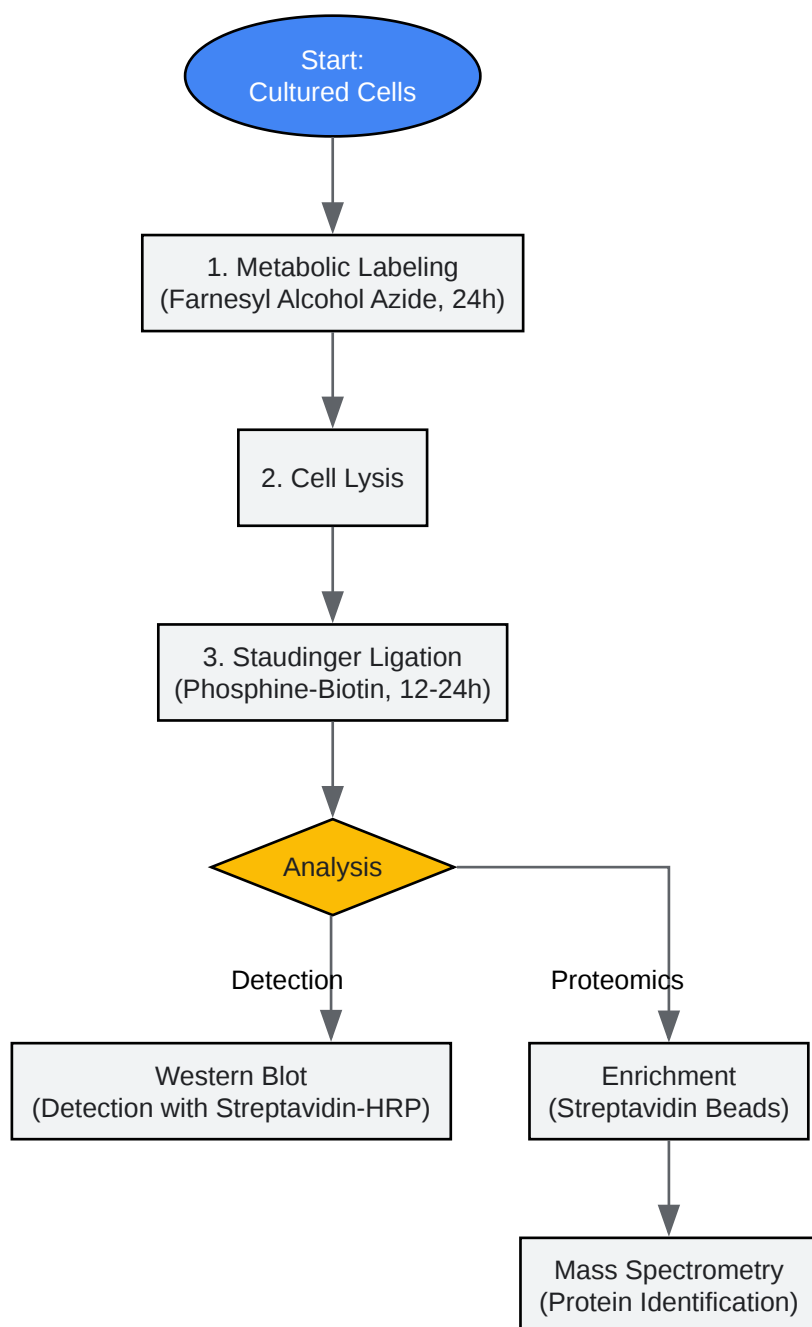 Start:
Cultured Cells
1. Metabolic Labeling
(Farnesyl Alcohol Azide, 24h)
2. Cell Lysis
3. Staudinger Ligation
(Phosphine-Biotin, 12-24h)
Analysis
Detection
Proteomics
Western Blot
(Detection with Streptavidin-HRP)
Enrichment
(Streptavidin Beads)
Mass Spectrometry
(Protein Identification)